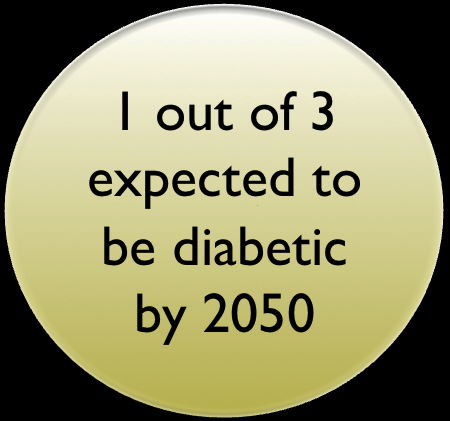 1 out of 3
expected to
be diabetic
by 2050